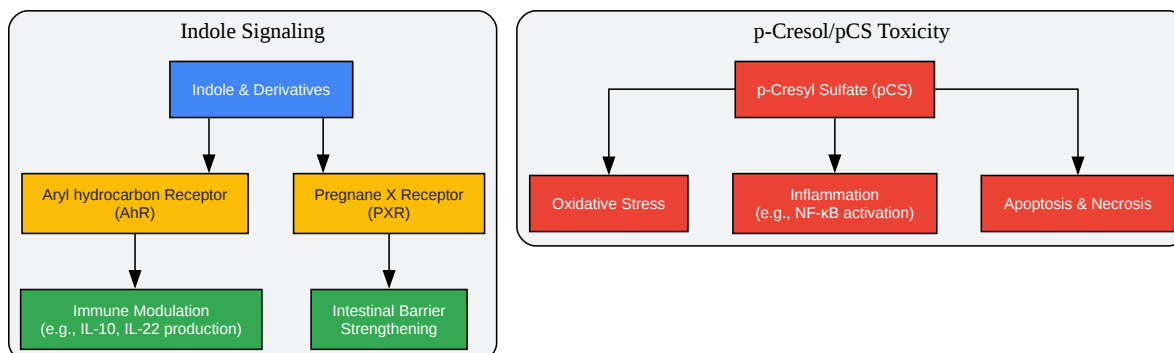 Indole Signaling
Indole & Derivatives
Aryl hydrocarbon Receptor
(AhR)
Pregnane X Receptor
(PXR)
Immune Modulation
(e.g., IL-10, IL-22 production)
Intestinal Barrier
Strengthening
p-Cresol/pCS Toxicity
p-Cresyl Sulfate (pCS)
Oxidative Stress
Inflammation
(e.g., NF-κB activation)
Apoptosis & Necrosis